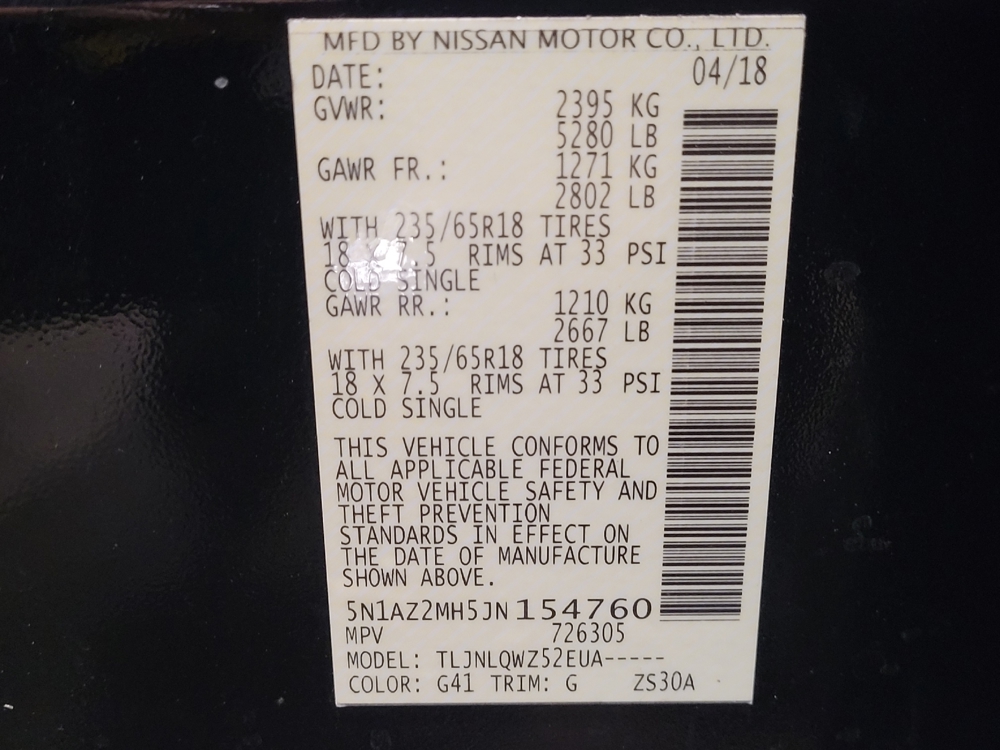 MFD BY NISSAN MOTOR CO., LTD.
DATE: 04/18
GVWR: 2395 KG
5280 LB
GAWR FR.: 1271 KG
2802 LB
WITH 235/65R18 TIRES
18 X 7.5 RIMS AT 33 PSI
COLD SINGLE
GAWR RR.: 1210 KG
2667 LB
WITH 235/65R18 TIRES
18 X 7.5 RIMS AT 33 PSI
COLD SINGLE
THIS VEHICLE CONFORMS TO
ALL APPLICABLE FEDERAL
MOTOR VEHICLE SAFETY AND
THEFT PREVENTION
STANDARDS IN EFFECT ON
THE DATE OF MANUFACTURE
SHOWN ABOVE.
5N1AZ2MH5JN154760
MPV 726305
MODEL: TLJNLQWZ52EUA-----
COLOR: G41 TRIM: G ZS30A